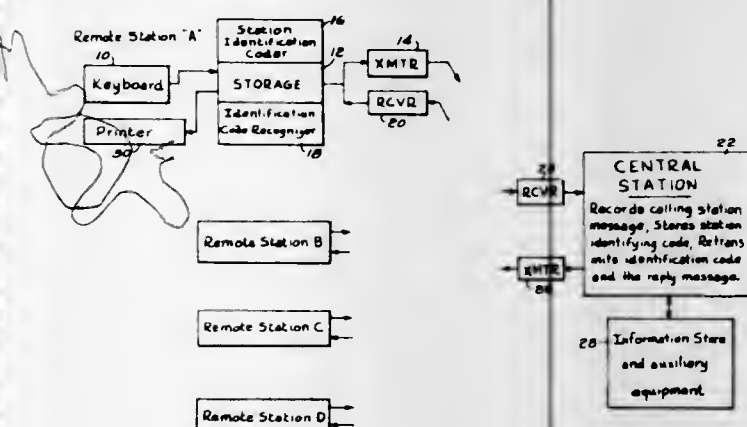 Remote Station "A"
16
Station
Identification
Coder
10
Keyboard
12
STORAGE
14
XMTR
RCVR
20
Printer
30
Identification
Code Recognizer
18
22
CENTRAL
STATION
Records calling station
message, Stores station
identifying code, Retrans
mits identification code
and the reply message.
RCVR
XMTR
28
Information Store
and auxiliary
equipment
Remote Station B
Remote Station C
Remote Station D